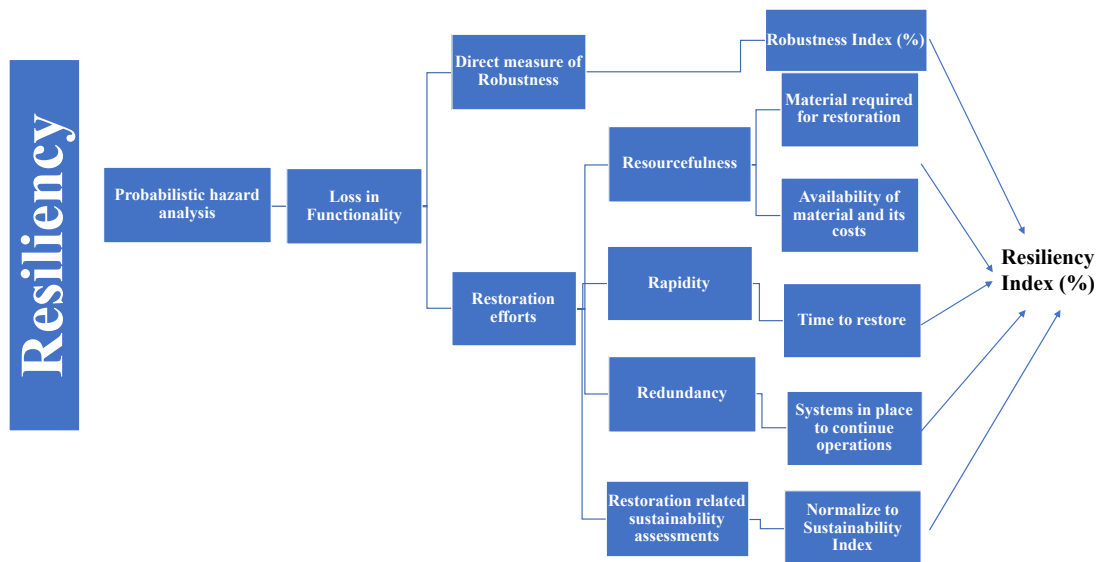 Resiliency
Probabilistic hazard
analysis
Loss in
Functionality
Direct measure of
Robustness
Robustness Index (%)
Restoration
efforts
Resourcefulness
Material required
for restoration
Availability of
material and its
costs
Rapidity
Time to restore
Redundancy
Systems in place
to continue
operations
Restoration related
sustainability
assessments
Normalize to
Sustainability
Index
Resiliency
Index (%)